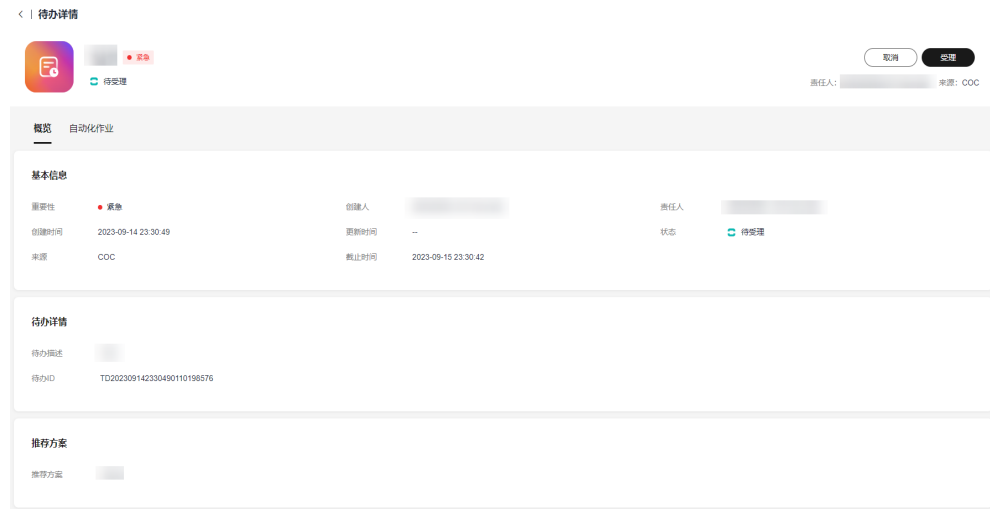 待办详情
紧急
待受理
取消 受理
责任人： 来源：COC
概览 自动化作业
基本信息
重要性 紧急 创建人 责任人
创建时间 2023-09-14 23:30:49 更新时间 -- 状态 待受理
来源 COC 截止时间 2023-09-15 23:30:42
待办详情
待办描述
待办ID TD202309142330490110198576
推荐方案
推荐方案